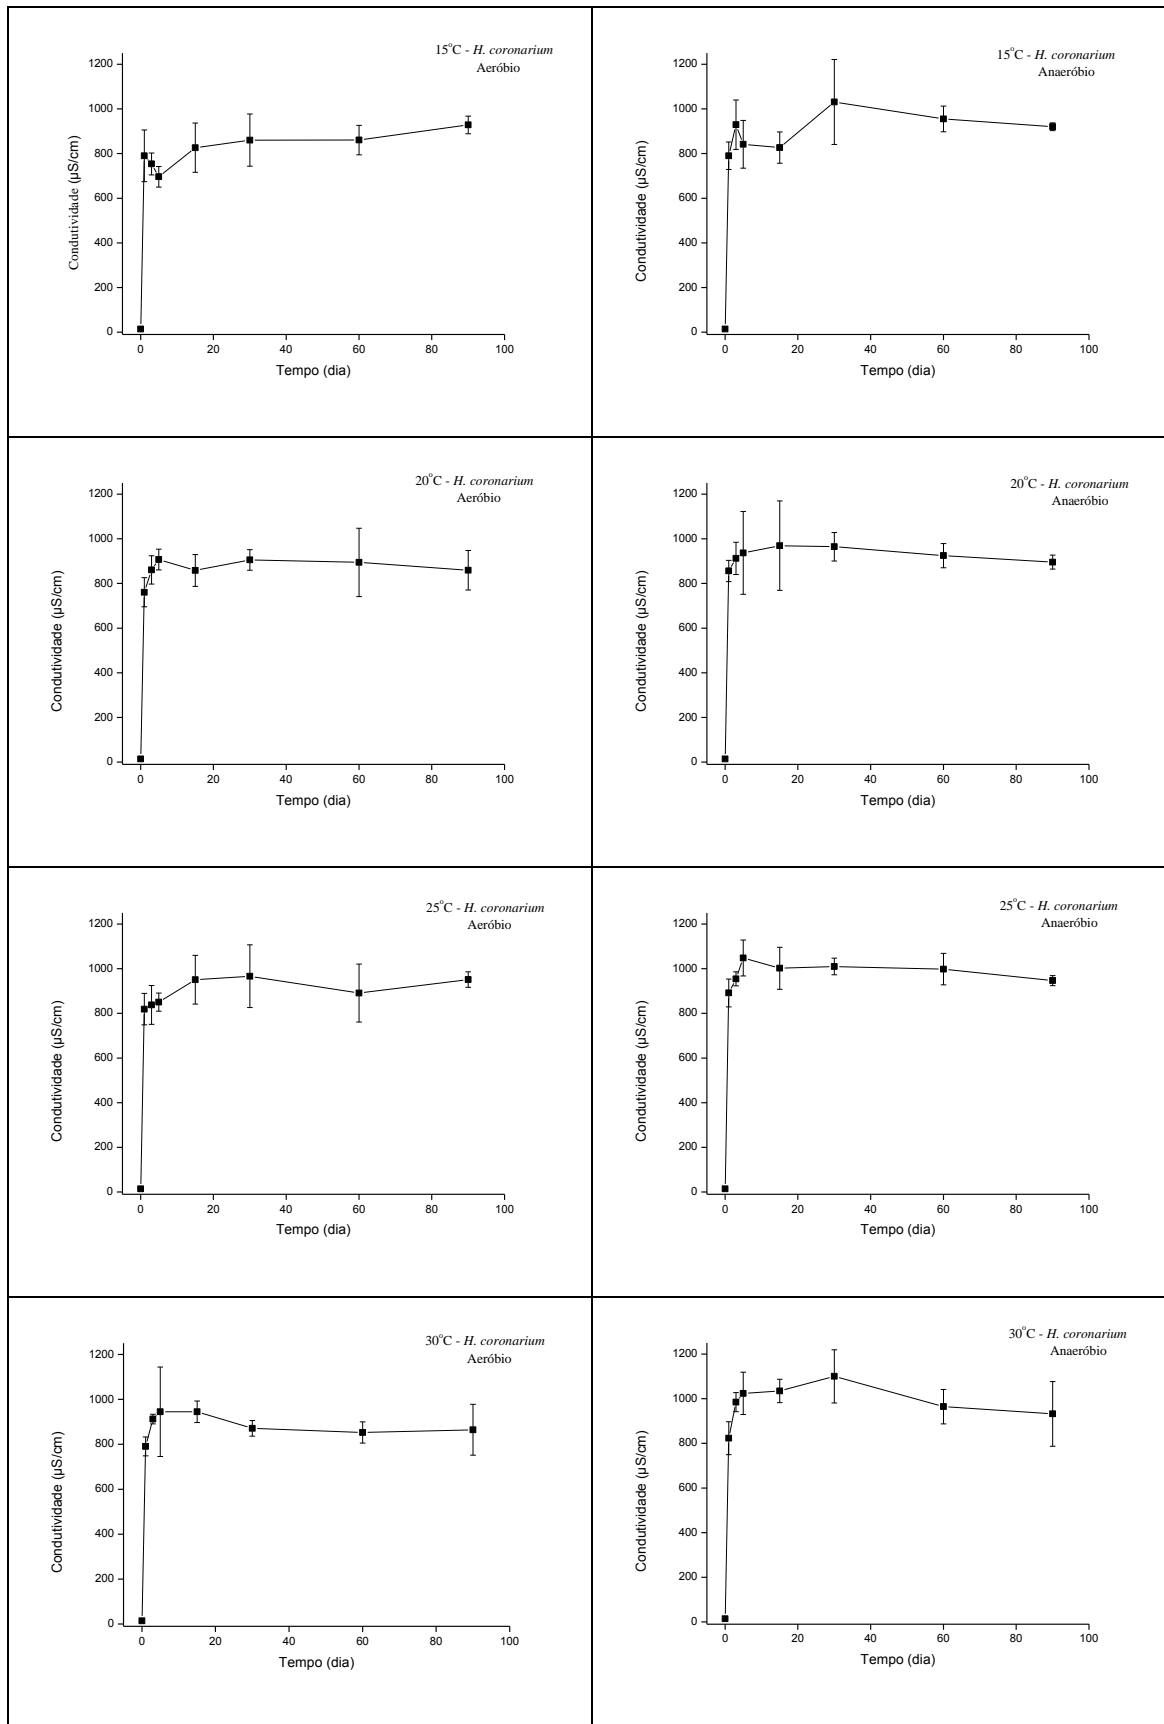 15°C - H. coronarium
Aeróbio
1200
1000
800
600
400
200
0
Condutividade (µS/cm)
0 20 40 60 80 100
Tempo (dia)
15°C - H. coronarium
Anaeróbio
1200
1000
800
600
400
200
0
Condutividade (µS/cm)
0 20 40 60 80 100
Tempo (dia)
20°C - H. coronarium
Aeróbio
1200
1000
800
600
400
200
0
Condutividade (µS/cm)
0 20 40 60 80 100
Tempo (dia)
20°C - H. coronarium
Anaeróbio
1200
1000
800
600
400
200
0
Condutividade (µS/cm)
0 20 40 60 80 100
Tempo (dia)
25°C - H. coronarium
Aeróbio
1200
1000
800
600
400
200
0
Condutividade (µS/cm)
0 20 40 60 80 100
Tempo (dia)
25°C - H. coronarium
Anaeróbio
1200
1000
800
600
400
200
0
Condutividade (µS/cm)
0 20 40 60 80 100
Tempo (dia)
30°C - H. coronarium
Aeróbio
1200
1000
800
600
400
200
0
Condutividade (µS/cm)
0 20 40 60 80 100
Tempo (dia)
30°C - H. coronarium
Anaeróbio
1200
1000
800
600
400
200
0
Condutividade (µS/cm)
0 20 40 60 80 100
Tempo (dia)